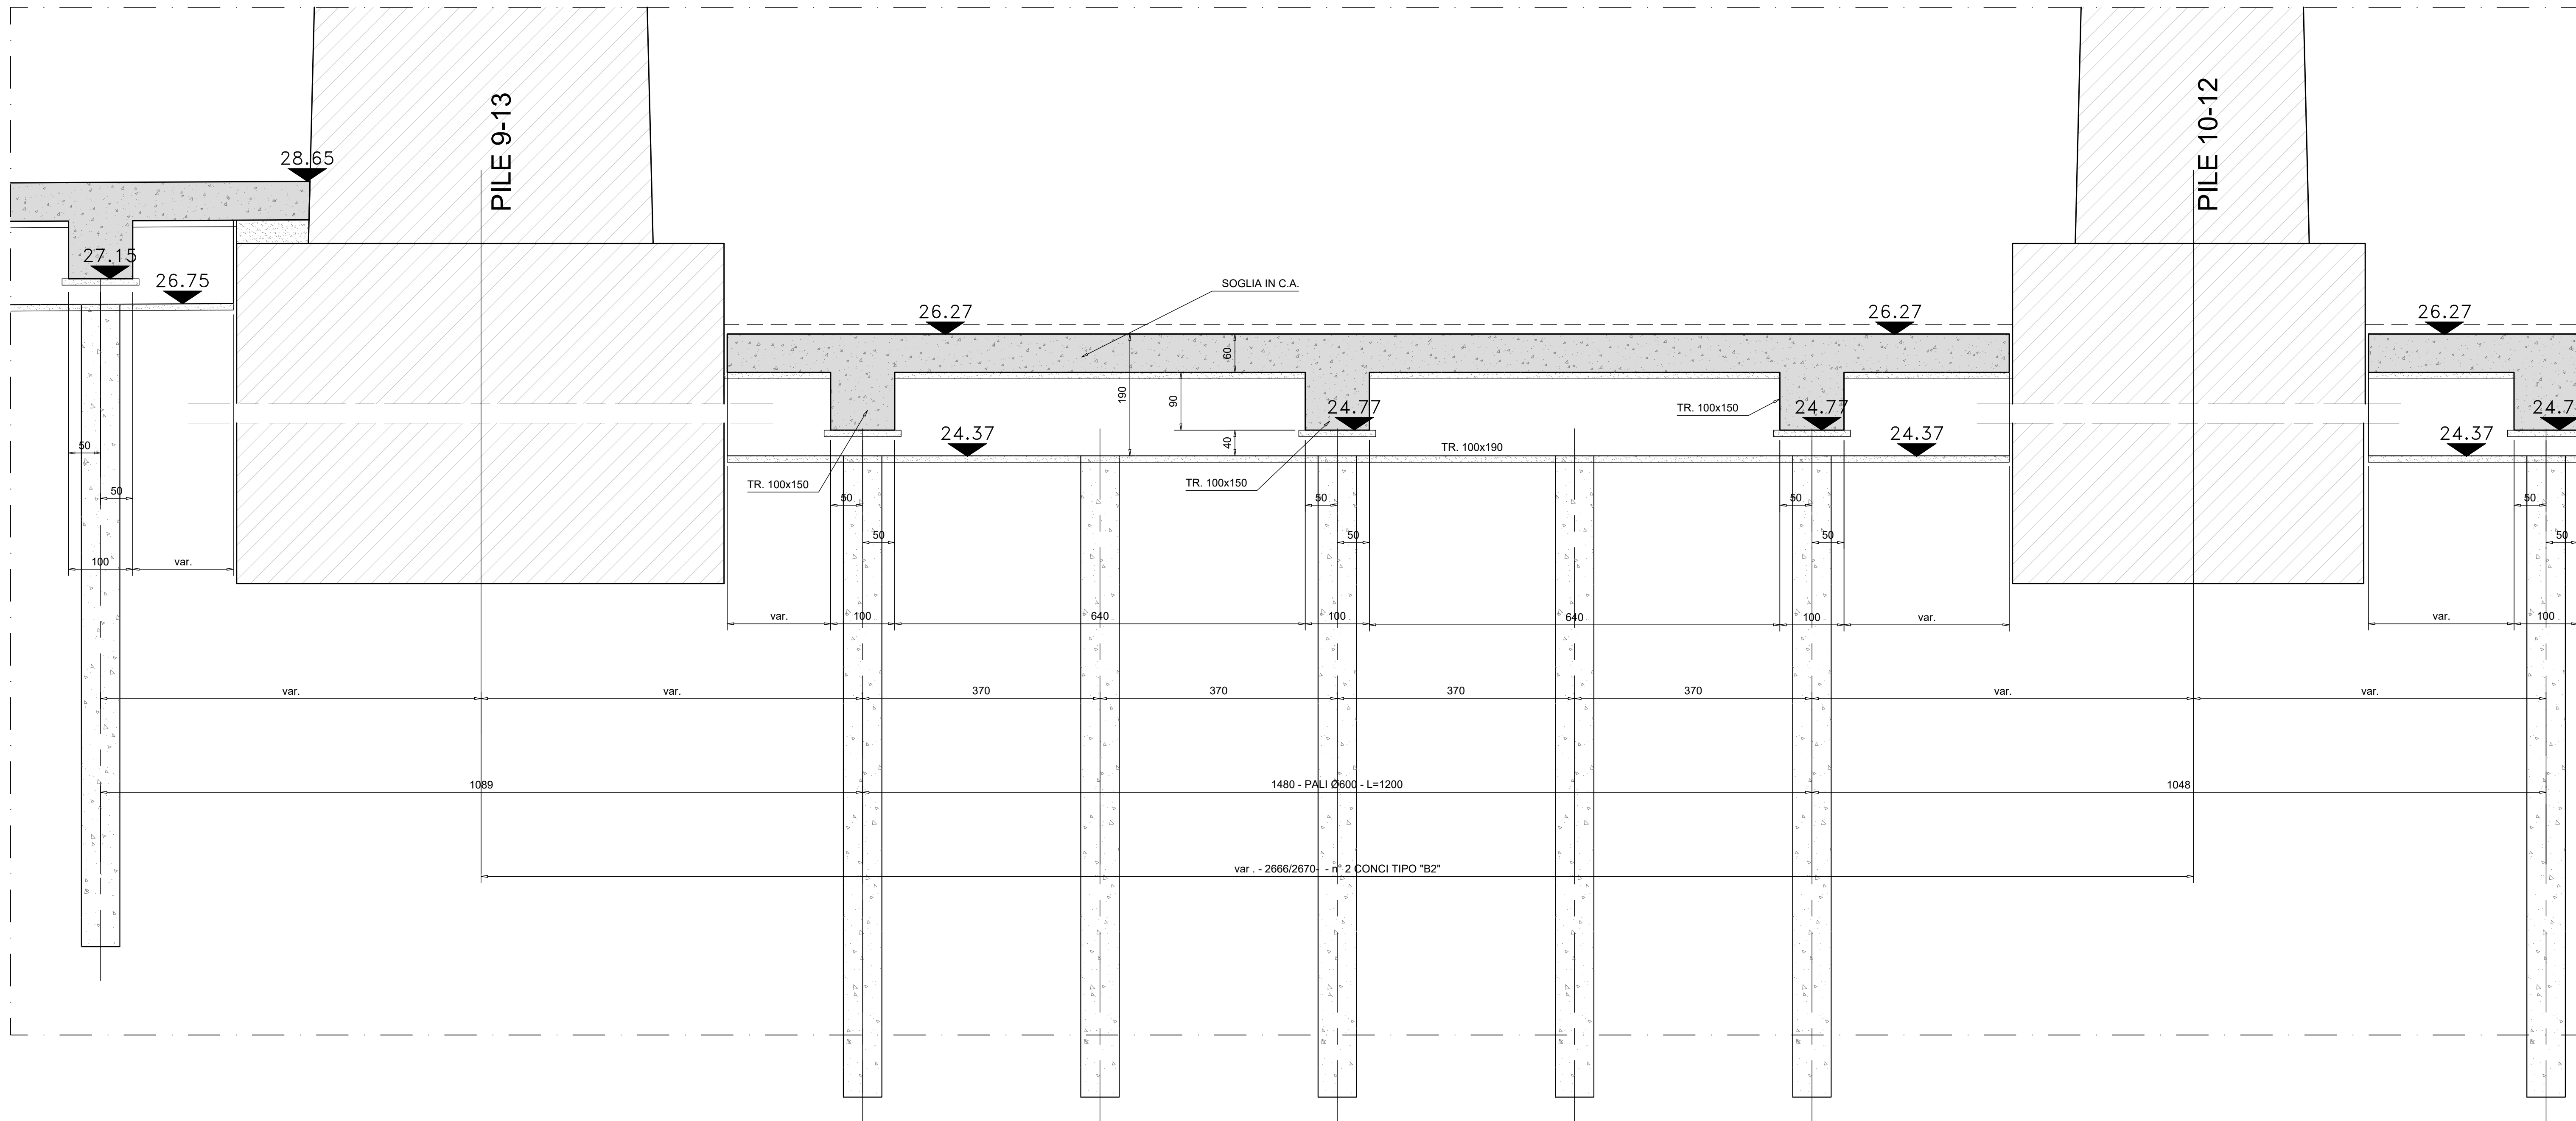 PILE 9-13
PILE 10-12
28.65
27.15
26.75
SOGLIA IN C.A.
26.27
26.27
26.27
60
190
90
40
24.77
24.77
TR. 100x150
24.37
TR. 100x190
24.37
24.37
TR. 100x150
TR. 100x150
50
50
50
50
50
50
50
50
50
50
100
var.
var.
100
640
100
640
100
var.
var.
100
var.
var.
370
370
370
370
var.
var.
1089
1480 - PALI Ø600 - L=1200
1048
var . - 2666/2670- - n° 2 CONCI TIPO "B2"